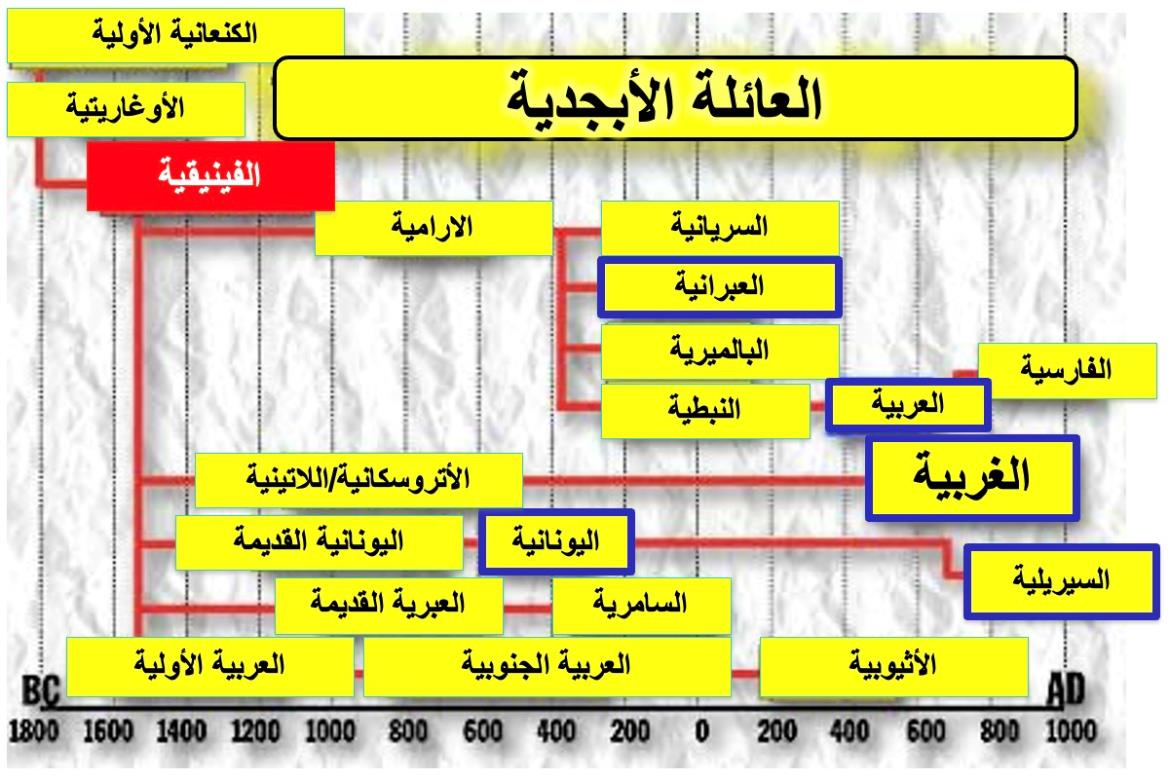 الكنعانية الأولية
العائلة الأبجدية
الأوغاريتية
الفينيقية
الارامية
السريانية
العبرانية
البالميرية
الفارسية
النبطية
العربية
الأتروسكانية/اللاتينية
الغربية
اليونانية القديمة
اليونانية
السيريلية
العبرية القديمة
السامرية
العربية الأولية
العربية الجنوبية
الأثيوبية
BC
AD
1800 1600 1400 1200 1000 800 600 400 200 0 200 400 600 800 1000